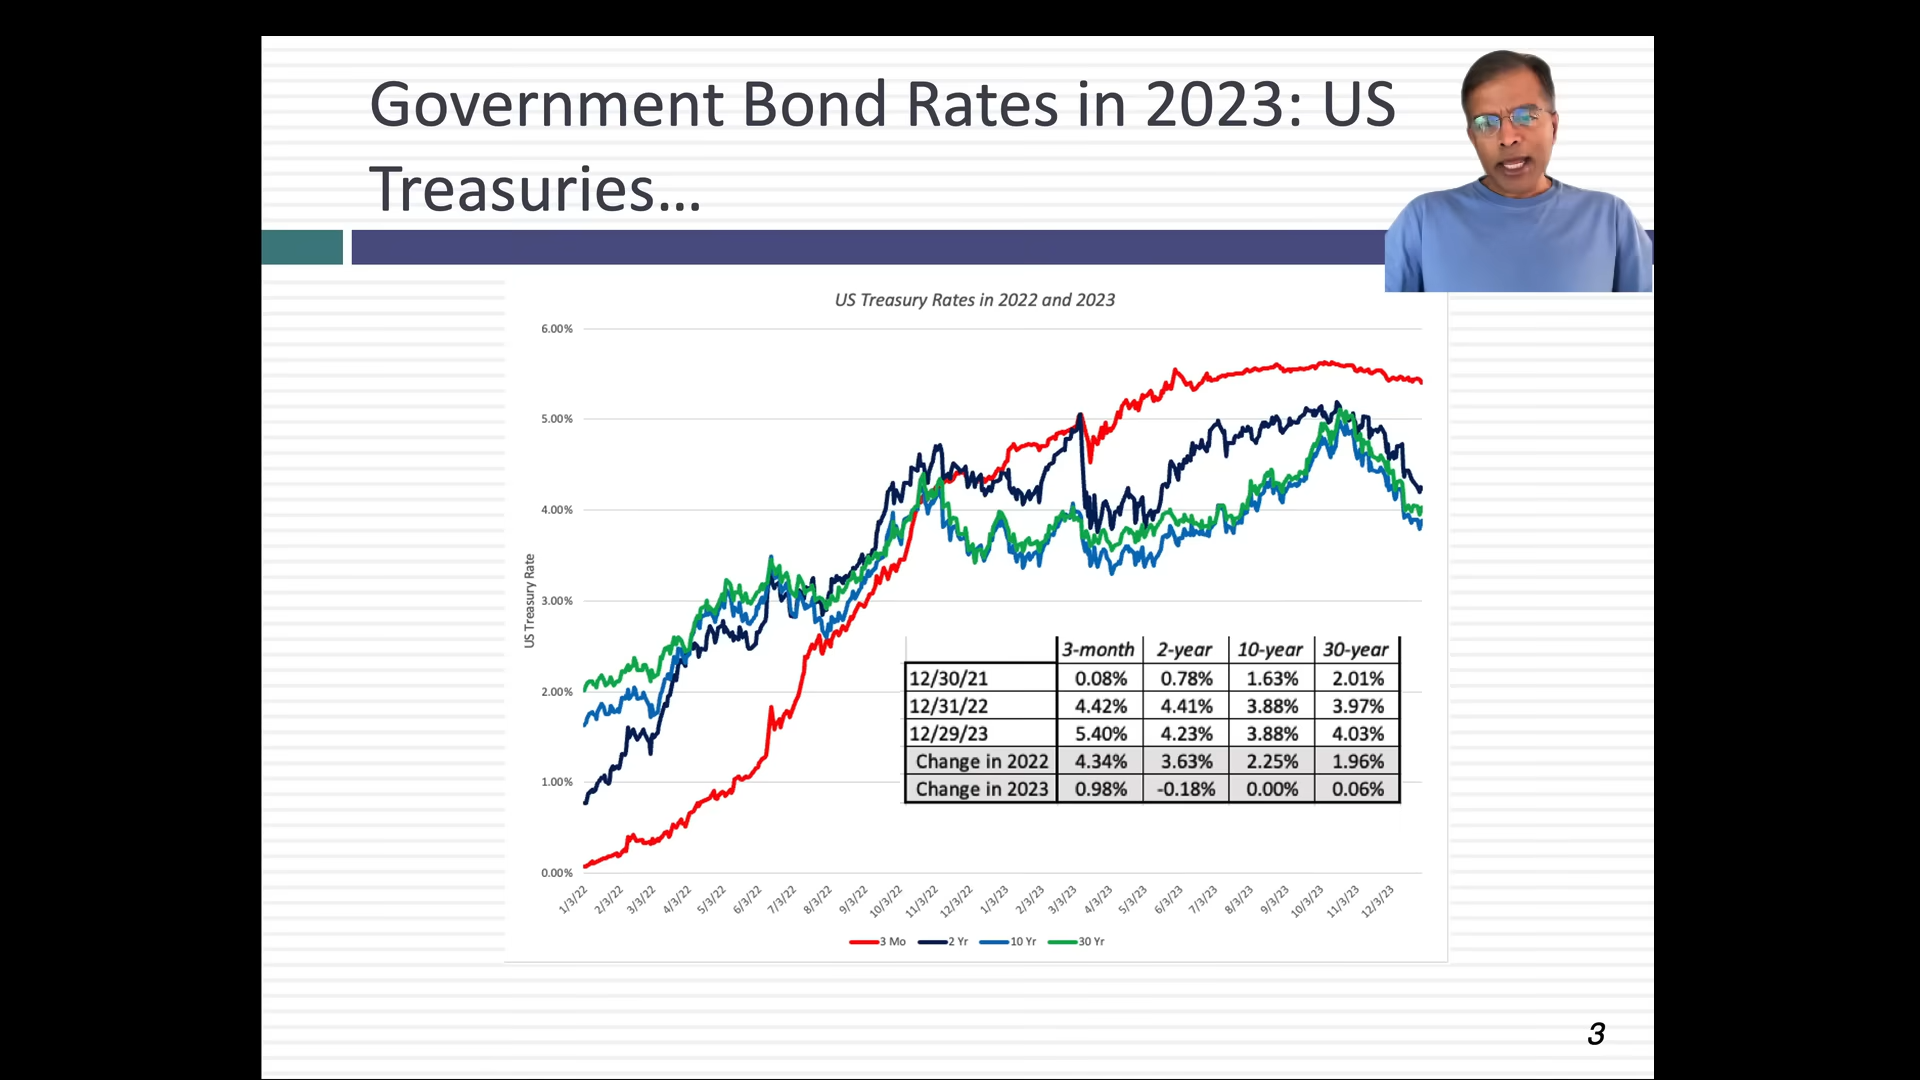 Government Bond Rates in 2023: US
Treasuries...
US Treasury Rates in 2022 and 2023
6.00%
5.00%
4.00%
3.00%
2.00%
1.00%
0.00%
US Treasury Rate
3-month 2-year 10-year 30-year
12/30/21 0.08% 0.78% 1.63% 2.01%
12/31/22 4.42% 4.41% 3.88% 3.97%
12/29/23 5.40% 4.23% 3.88% 4.03%
Change in 2022 4.34% 3.63% 2.25% 1.96%
Change in 2023 0.98% -0.18% 0.00% 0.06%
1/3/22 2/3/22 3/3/22 4/3/22 5/3/22 6/3/22 7/3/22 8/3/22 9/3/22 10/3/22 11/3/22 12/3/22 1/3/23 2/3/23 3/3/23 4/3/23 5/3/23 6/3/23 7/3/23 8/3/23 9/3/23 10/3/23 11/3/23 12/3/23
3 Mo 2 Yr 10 Yr 30 Yr
3